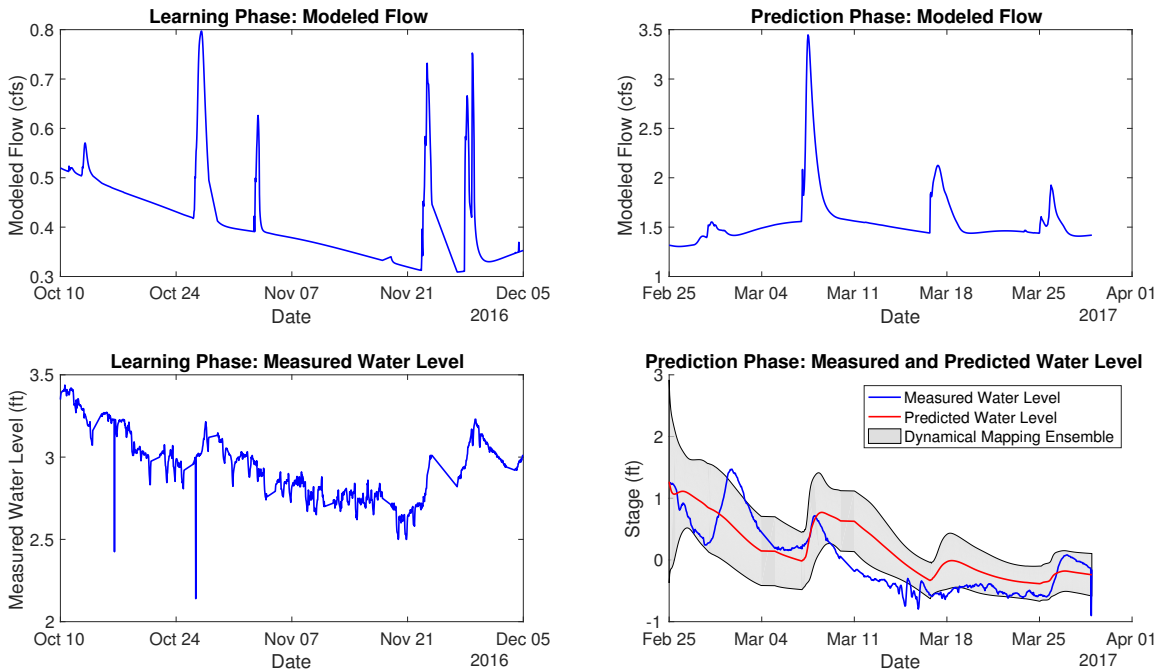 Learning Phase: Modeled Flow
Modeled Flow (cfs)
0.8
0.7
0.6
0.5
0.4
0.3
Oct 10 Oct 24 Nov 07 Nov 21 Dec 05
Date
2016
Prediction Phase: Modeled Flow
Modeled Flow (cfs)
3.5
3
2.5
2
1.5
1
Feb 25 Mar 04 Mar 11 Mar 18 Mar 25 Apr 01
Date
2017
Learning Phase: Measured Water Level
Measured Water Level (ft)
3.5
3
2.5
2
Oct 10 Oct 24 Nov 07 Nov 21 Dec 05
Date
2016
Prediction Phase: Measured and Predicted Water Level
Stage (ft)
3
2
1
0
-1
Measured Water Level
Predicted Water Level
Dynamical Mapping Ensemble
Feb 25 Mar 04 Mar 11 Mar 18 Mar 25 Apr 01
Date
2017